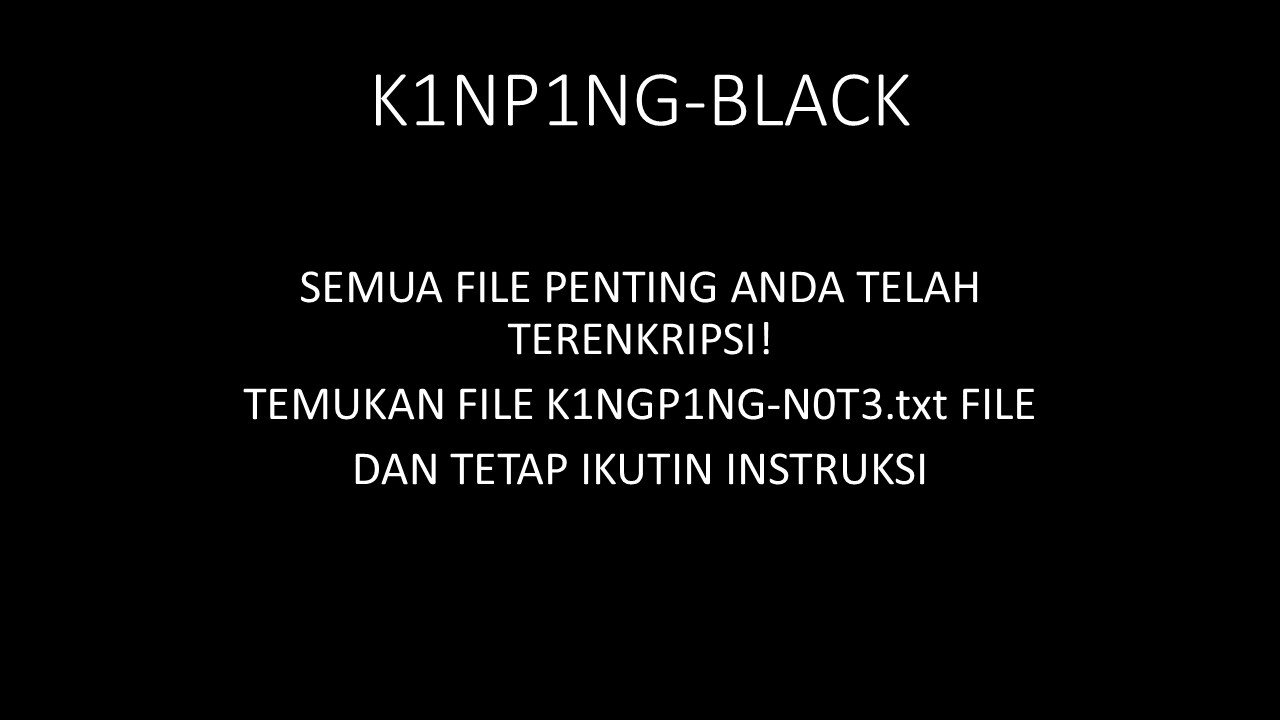 K1NP1NG-BLACK
SEMUA FILE PENTING ANDA TELAH
TERENKRIPSI!
TEMUKAN FILE K1NGP1NG-N0T3.txt FILE
DAN TETAP IKUTIN INSTRUKSI